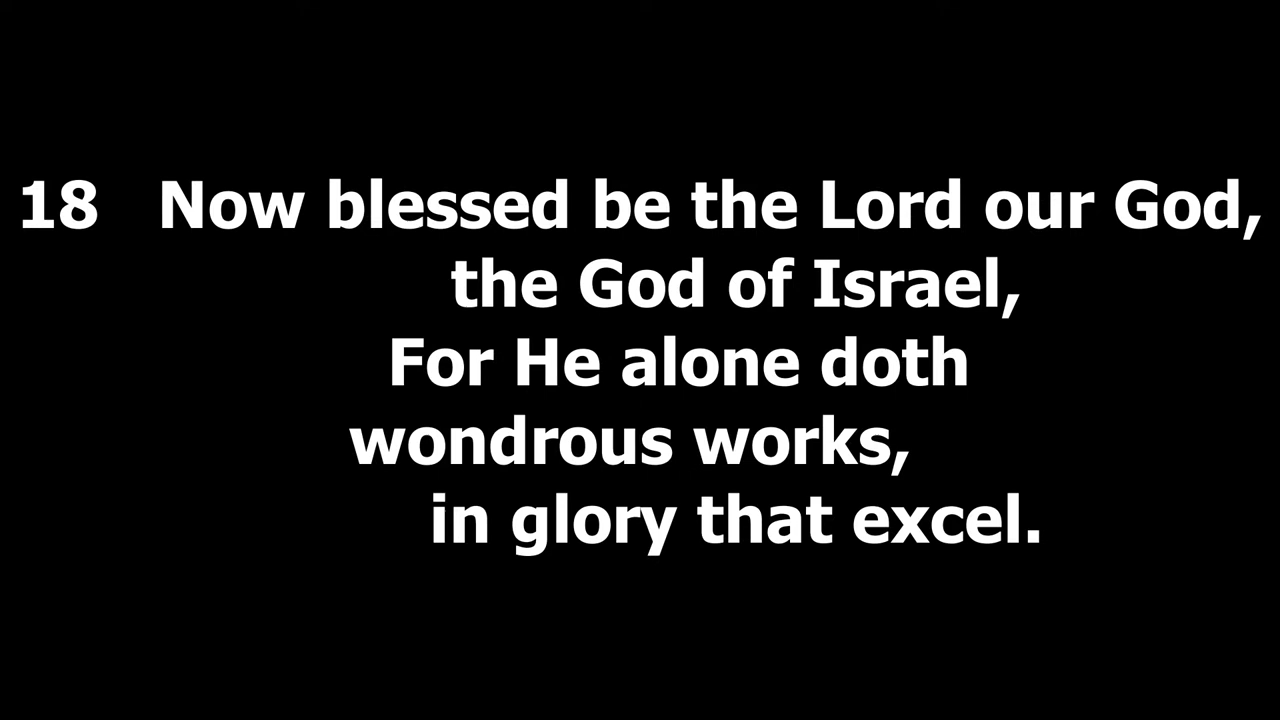 18 Now blessed be the Lord our God,
the God of Israel,
For He alone doth
wondrous works,
in glory that excel.